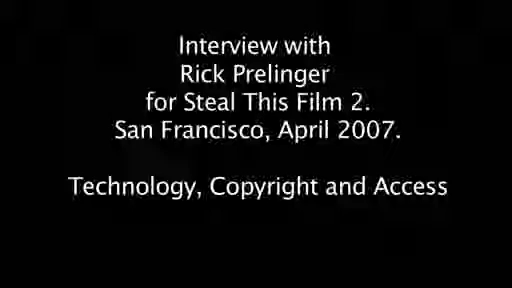 Interview with
Rick Prelinger
for Steal This Film 2.
San Francisco, April 2007.
Technology, Copyright and Access